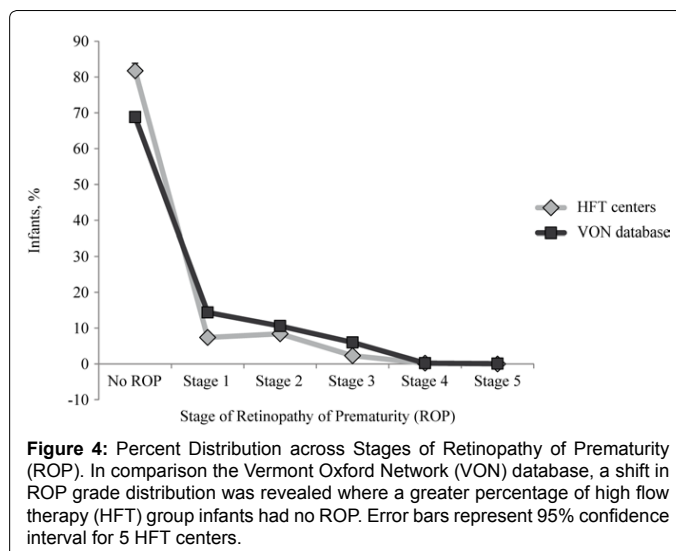 90
80
70
60
50
40
30
20
10
0
-10
Infants, %
No ROP Stage 1 Stage 2 Stage 3 Stage 4 Stage 5
Stage of Retinopathy of Prematurity (ROP)
HFT centers
VON database
Figure 4: Percent Distribution across Stages of Retinopathy of Prematurity
(ROP). In comparison the Vermont Oxford Network (VON) database, a shift in
ROP grade distribution was revealed where a greater percentage of high flow
therapy (HFT) group infants had no ROP. Error bars represent 95% confidence
interval for 5 HFT centers.